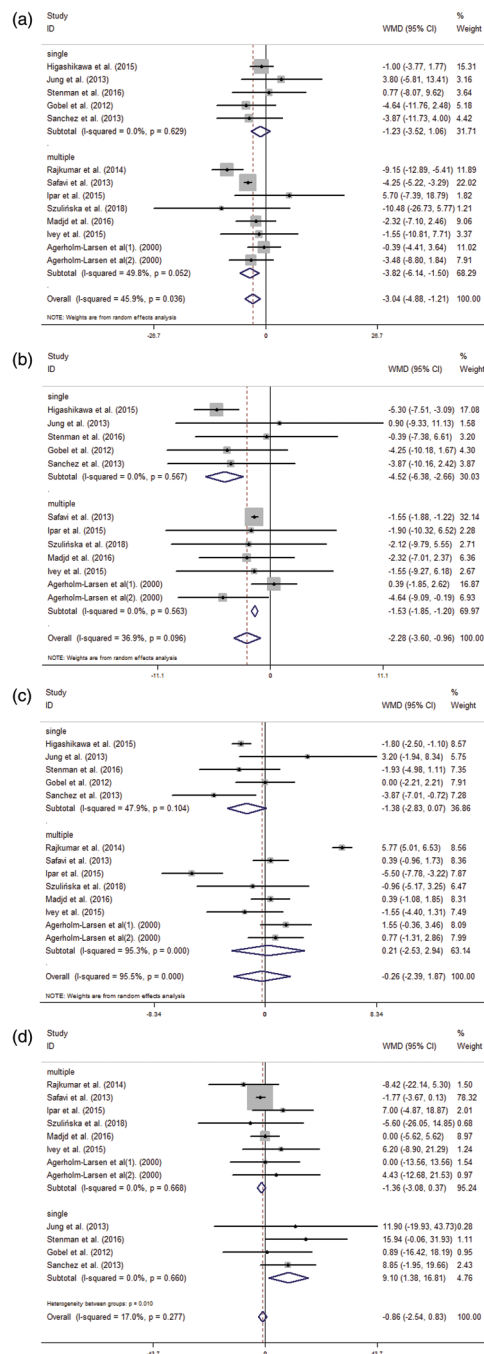 (a)
Study %
ID WMD (95% CI) Weight
single
Higashikawa et al. (2015) -1.00 (-3.77, 1.77) 15.31
Jung et al. (2013) 3.80 (-5.81, 13.41) 3.16
Stenman et al. (2016) 0.77 (-8.07, 9.62) 3.64
Gobel et al. (2012) -4.64 (-11.76, 2.48) 5.18
Sanchez et al. (2013) -3.87 (-11.73, 4.00) 4.42
Subtotal (I-squared = 0.0%, p = 0.629) -1.23 (-3.52, 1.06) 31.71
.
multiple
Rajkumar et al. (2014) -9.15 (-12.89, -5.41) 11.89
Safavi et al. (2013) -4.25 (-5.22, -3.29) 22.02
Ipar et al. (2015) 5.70 (-7.39, 18.79) 1.82
Szulińska et al. (2018) -10.48 (-26.73, 5.77) 1.21
Madjd et al. (2016) -2.32 (-7.10, 2.46) 9.06
Ivey et al. (2015) -1.55 (-10.81, 7.71) 3.37
Agerholm-Larsen et al(1). (2000) -0.39 (-4.41, 3.64) 11.02
Agerholm-Larsen et al(2). (2000) -3.48 (-8.80, 1.84) 7.91
Subtotal (I-squared = 49.8%, p = 0.052) -3.82 (-6.14, -1.50) 68.29
.
Overall (I-squared = 45.9%, p = 0.036) -3.04 (-4.88, -1.21) 100.00
NOTE: Weights are from random effects analysis
-26.7 0 26.7
(b)
Study %
ID WMD (95% CI) Weight
single
Higashikawa et al. (2015) -5.30 (-7.51, -3.09) 17.08
Jung et al. (2013) 0.90 (-9.33, 11.13) 1.58
Stenman et al. (2016) -0.39 (-7.38, 6.61) 3.20
Gobel et al. (2012) -4.25 (-10.18, 1.67) 4.30
Sanchez et al. (2013) -3.87 (-10.16, 2.42) 3.87
Subtotal (I-squared = 0.0%, p = 0.567) -4.52 (-6.38, -2.66) 30.03
.
multiple
Safavi et al. (2013) -1.55 (-1.88, -1.22) 32.14
Ipar et al. (2015) -1.90 (-10.32, 6.52) 2.28
Szulińska et al. (2018) -2.12 (-9.79, 5.55) 2.71
Madjd et al. (2016) -2.32 (-7.01, 2.37) 6.36
Ivey et al. (2015) -1.55 (-9.27, 6.18) 2.67
Agerholm-Larsen et al(1). (2000) 0.39 (-1.85, 2.62) 16.87
Agerholm-Larsen et al(2). (2000) -4.64 (-9.09, -0.19) 6.93
Subtotal (I-squared = 0.0%, p = 0.563) -1.53 (-1.85, -1.20) 69.97
.
Overall (I-squared = 36.9%, p = 0.096) -2.28 (-3.60, -0.96) 100.00
NOTE: Weights are from random effects analysis
-11.1 0 11.1
(c)
Study %
ID WMD (95% CI) Weight
single
Higashikawa et al. (2015) -1.80 (-2.50, -1.10) 8.57
Jung et al. (2013) 3.20 (-1.94, 8.34) 5.75
Stenman et al. (2016) -1.93 (-4.98, 1.11) 7.35
Gobel et al. (2012) 0.00 (-2.21, 2.21) 7.91
Sanchez et al. (2013) -3.87 (-7.01, -0.72) 7.28
Subtotal (I-squared = 47.9%, p = 0.104) -1.38 (-2.83, 0.07) 36.86
.
multiple
Rajkumar et al. (2014) 5.77 (5.01, 6.53) 8.56
Safavi et al. (2013) 0.39 (-0.96, 1.73) 8.36
Ipar et al. (2015) -5.50 (-7.78, -3.22) 7.87
Szulińska et al. (2018) -0.96 (-5.17, 3.25) 6.47
Madjd et al. (2016) 0.39 (-1.08, 1.85) 8.31
Ivey et al. (2015) -1.55 (-4.40, 1.31) 7.49
Agerholm-Larsen et al(1). (2000) 1.55 (-0.36, 3.46) 8.09
Agerholm-Larsen et al(2). (2000) 0.77 (-1.31, 2.86) 7.99
Subtotal (I-squared = 95.3%, p = 0.000) 0.21 (-2.53, 2.94) 63.14
.
Overall (I-squared = 95.5%, p = 0.000) -0.26 (-2.39, 1.87) 100.00
NOTE: Weights are from random effects analysis
-8.34 0 8.34
(d)
Study %
ID WMD (95% CI) Weight
multiple
Rajkumar et al. (2014) -8.42 (-22.14, 5.30) 1.50
Safavi et al. (2013) -1.77 (-3.67, 0.13) 78.32
Ipar et al. (2015) 7.00 (-4.87, 18.87) 2.01
Szulińska et al. (2018) -5.60 (-26.05, 14.85) 0.68
Madjd et al. (2016) 0.00 (-5.62, 5.62) 8.97
Ivey et al. (2015) 6.20 (-8.90, 21.29) 1.24
Agerholm-Larsen et al(1). (2000) 0.00 (-13.56, 13.56) 1.54
Agerholm-Larsen et al(2). (2000) 4.43 (-12.68, 21.53) 0.97
Subtotal (I-squared = 0.0%, p = 0.668) -1.36 (-3.08, 0.37) 95.24
.
single
Jung et al. (2013) 11.90 (-19.93, 43.73) 0.28
Stenman et al. (2016) 15.94 (-0.06, 31.93) 1.11
Gobel et al. (2012) 0.89 (-16.42, 18.19) 0.95
Sanchez et al. (2013) 8.85 (-1.95, 19.66) 2.43
Subtotal (I-squared = 0.0%, p = 0.660) 9.10 (1.38, 16.81) 4.76
.
Heterogeneity between groups: p = 0.010
Overall (I-squared = 17.0%, p = 0.277) -0.86 (-2.54, 0.83) 100.00